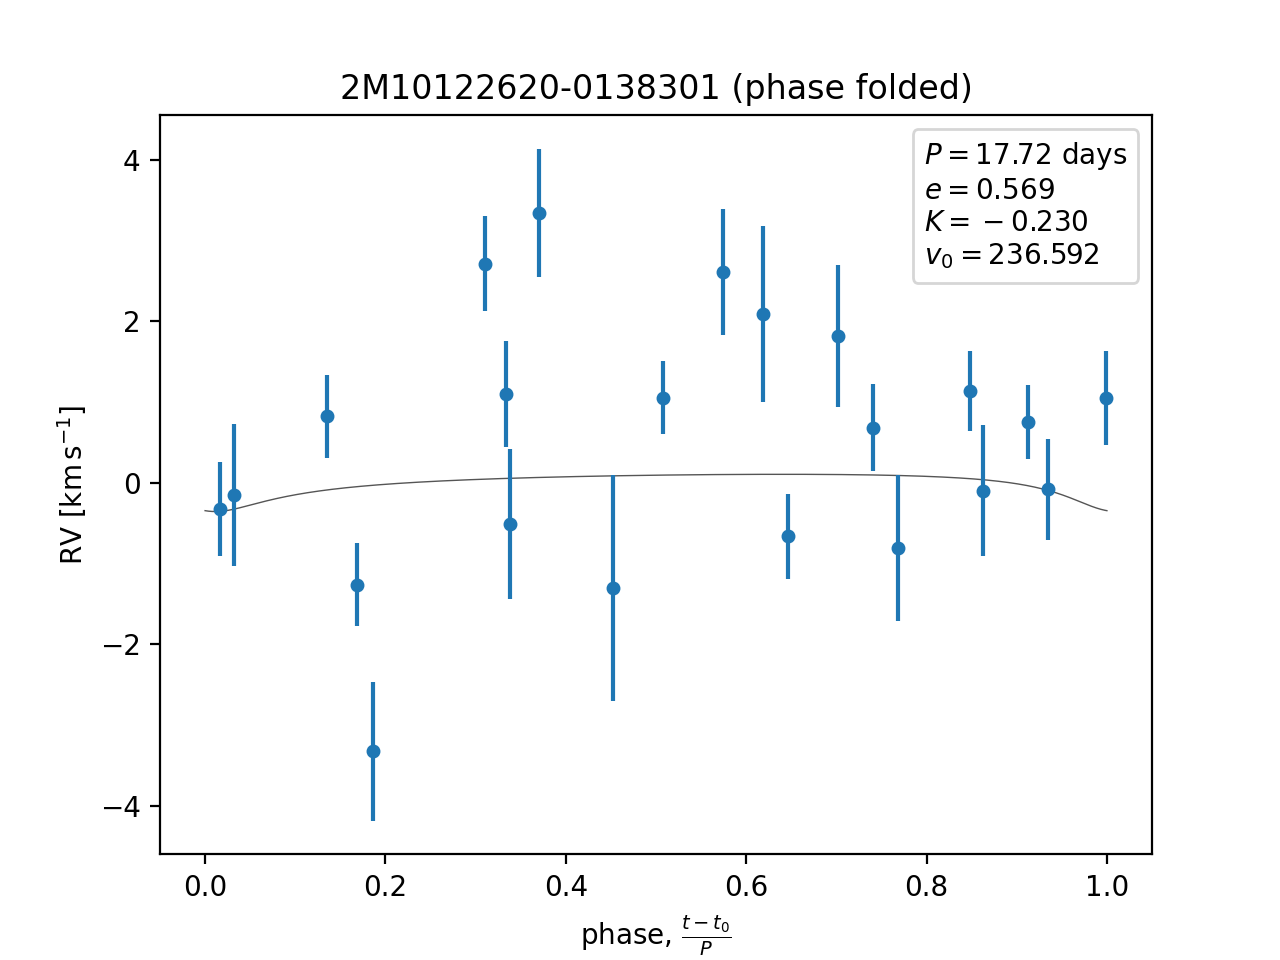 2M10122620-0138301 (phase folded)
P = 17.72 days
e = 0.569
K = −0.230
v₀ = 236.592
4
2
0
−2
−4
RV [km s⁻¹]
0.0 0.2 0.4 0.6 0.8 1.0
phase, (t − t₀)/P